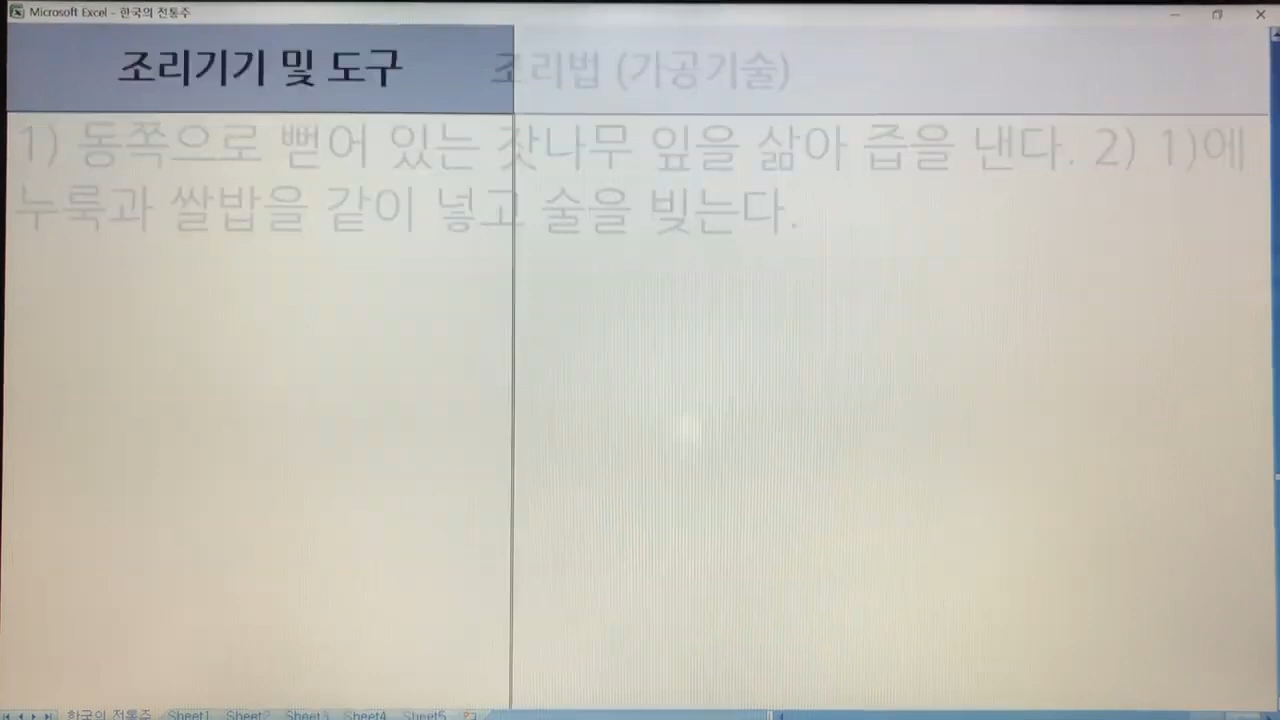 Microsoft Excel - 한국의 전통주
조리기기 및 도구
조리법 (가공기술)
1) 동쪽으로 뻗어 있는 잣나무 잎을 삶아 즙을 낸다. 2) 1)에
누룩과 쌀밥을 같이 넣고 술을 빚는다.
한국의 전통주 Sheet1 Sheet2 Sheet3 Sheet4 Sheet5